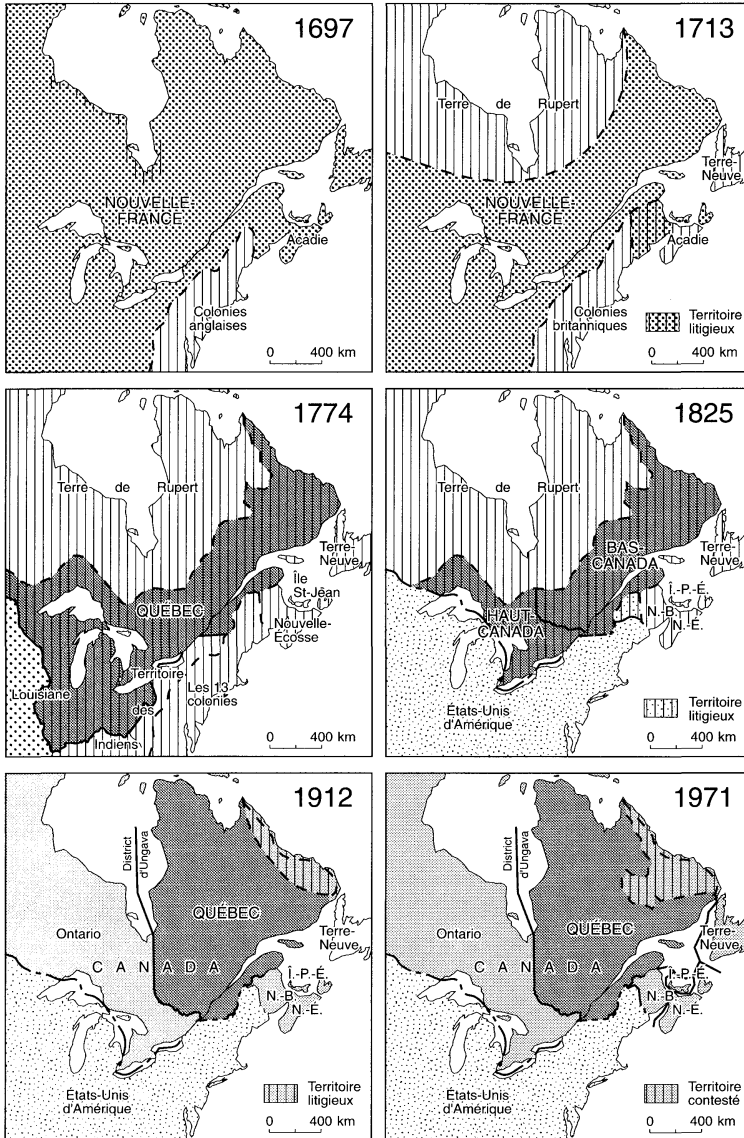 1697
NOUVELLE-
FRANCE
Acadie
Colonies
anglaises
0 400 km
1713
Terre de Rupert
Terre-
Neuve
NOUVELLE-
FRANCE
Acadie
Colonies
britanniques
Territoire
litigieux
0 400 km
1774
Terre de Rupert
Terre-
Neuve
Île
St-Jean
QUÉBEC
Nouvelle-
Écosse
Territoire
des
Indiens
Louisiane
Les 13
colonies
0 400 km
1825
Terre de Rupert
BAS-
CANADA
Terre-
Neuve
Î.-P.-É.
HAUT-
CANADA
N.-B.
N.-É.
États-Unis
d'Amérique
Territoire
litigieux
0 400 km
1912
District
d'Ungava
QUÉBEC
Ontario
Terre-
Neuve
CANADA
Î.-P.-É.
N.-B.
N.-É.
États-Unis
d'Amérique
Territoire
litigieux
0 400 km
1971
District
d'Ungava
QUÉBEC
Ontario
Terre-
Neuve
CANADA
Î.-P.-É.
N.-B.
N.-É.
États-Unis
d'Amérique
Territoire
contesté
0 400 km